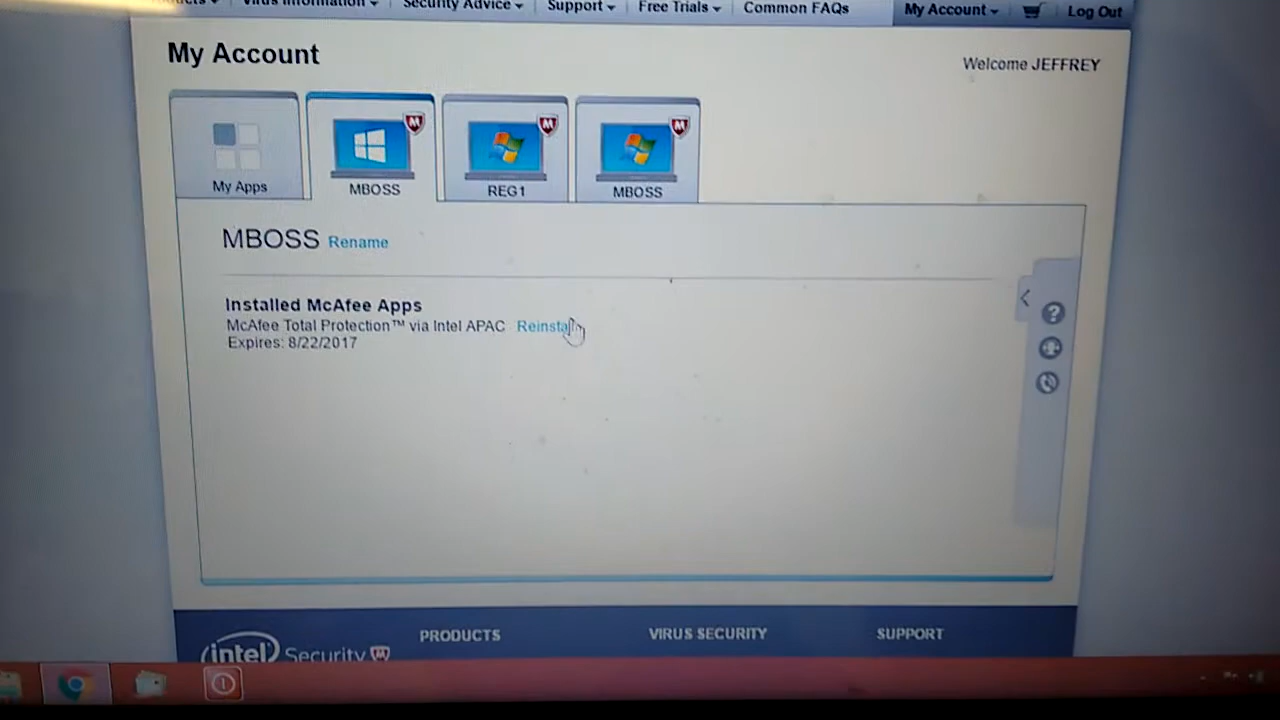 Virus Information
Security Advice
Support
Free Trials
Common FAQs
My Account
Log Out
My Account
Welcome JEFFREY
My Apps
MBOSS
REG1
MBOSS
MBOSS Rename
Installed McAfee Apps
McAfee Total Protection™ via Intel APAC Reinstall
Expires: 8/22/2017
PRODUCTS
VIRUS SECURITY
SUPPORT
(intel) Security